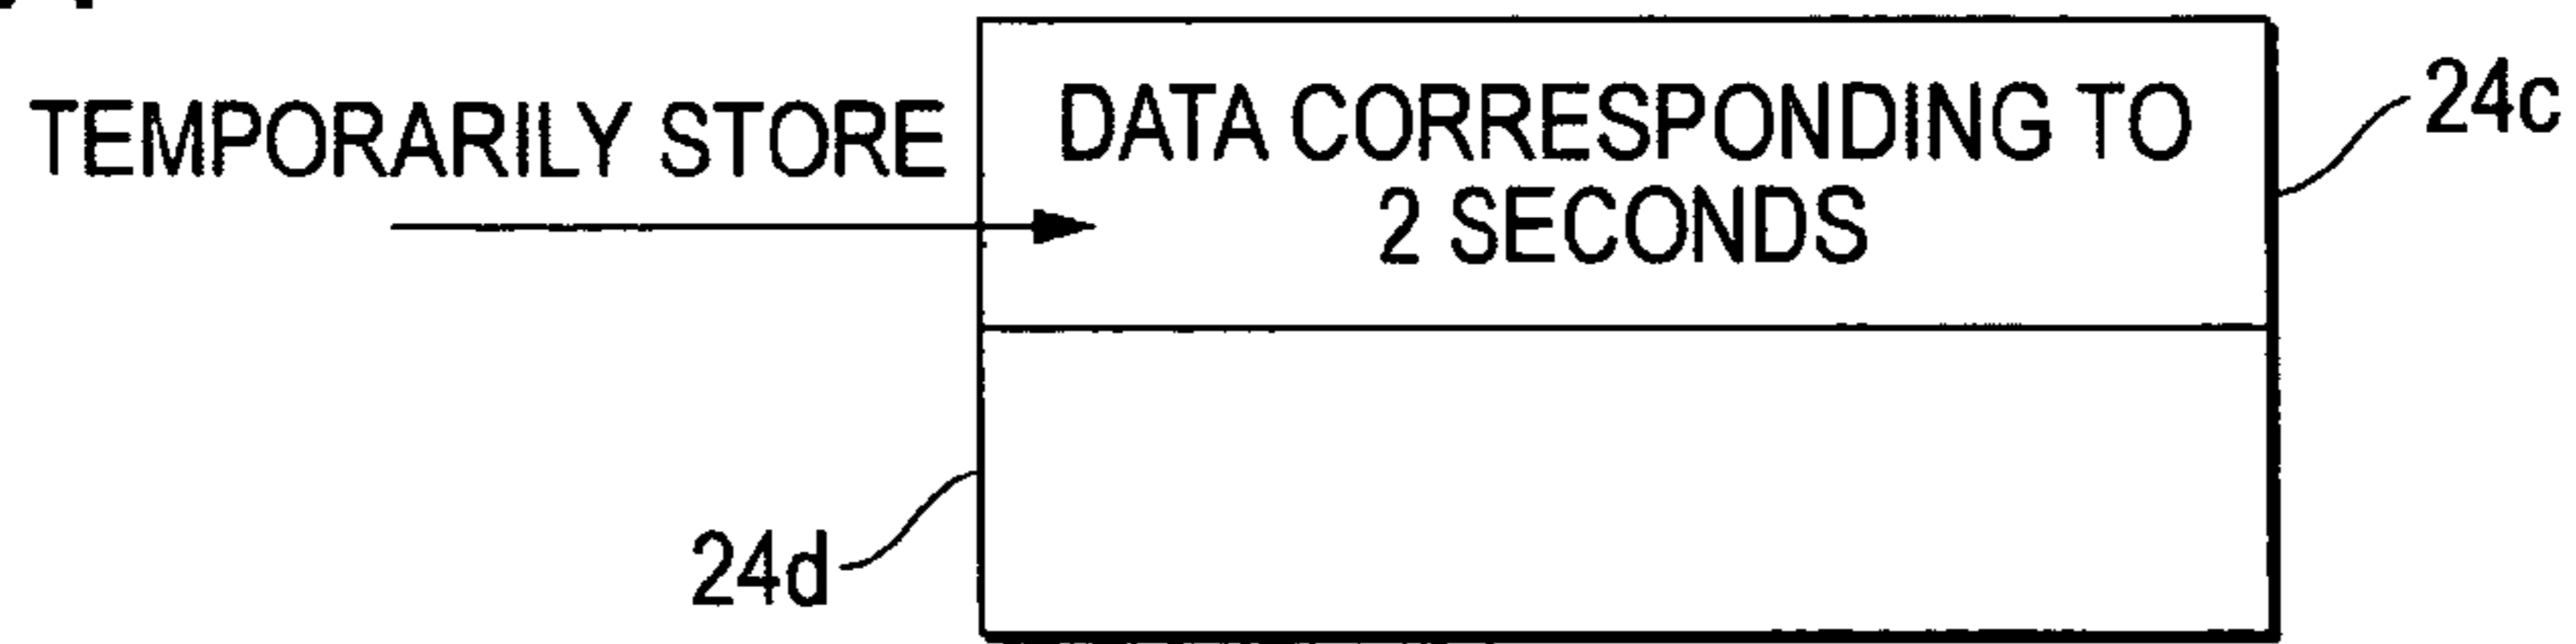 TEMPORARILY STORE
DATA CORRESPONDING TO
2 SECONDS
24c
24d